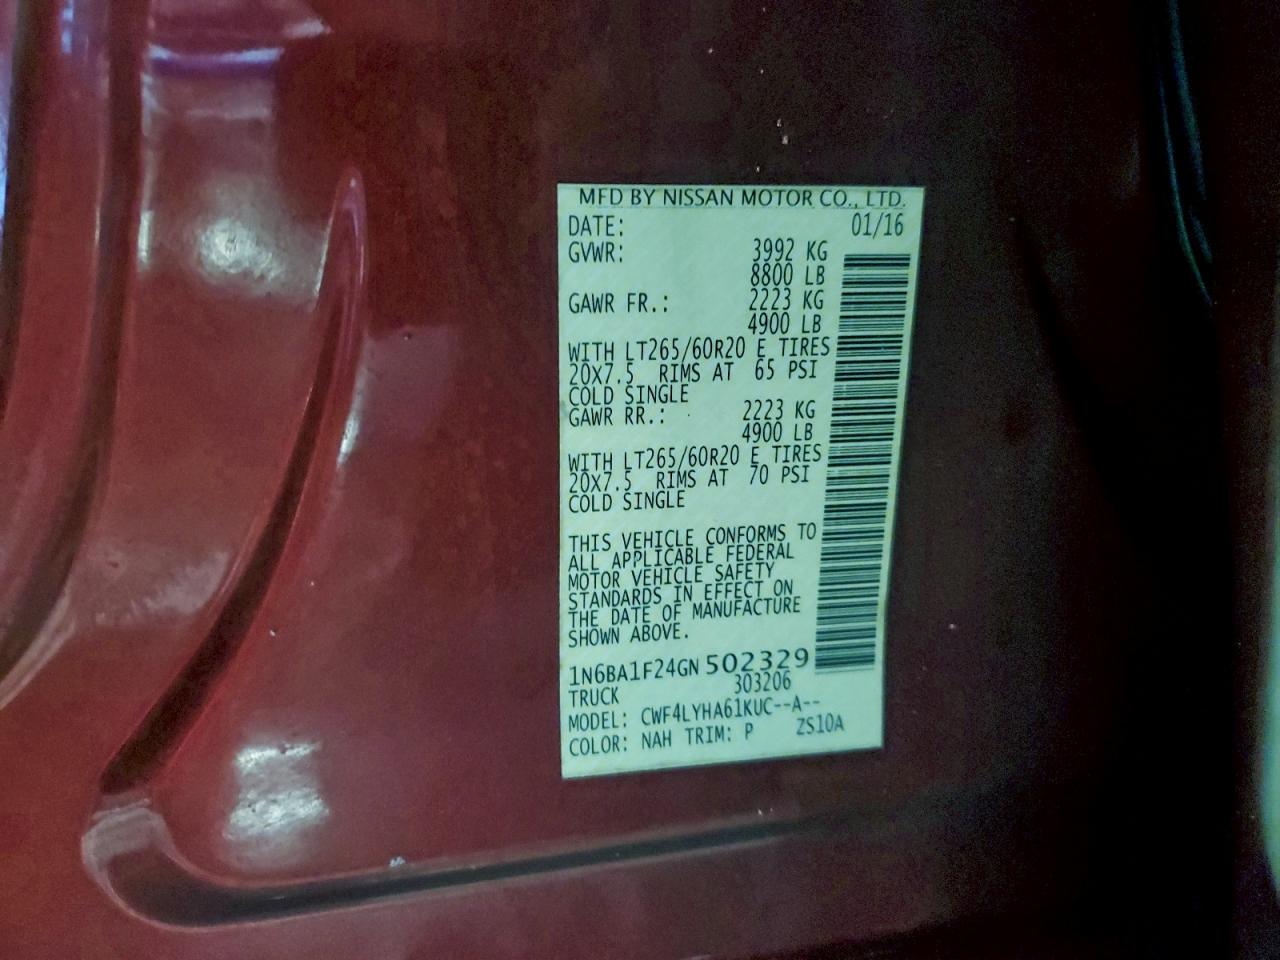 MFD BY NISSAN MOTOR CO., LTD.
DATE: 01/16
GVWR: 3992 KG
8800 LB
GAWR FR.: 2223 KG
4900 LB
WITH LT265/60R20 E TIRES
20X7.5 RIMS AT 65 PSI
COLD SINGLE
GAWR RR.: 2223 KG
4900 LB
WITH LT265/60R20 E TIRES
20X7.5 RIMS AT 70 PSI
COLD SINGLE
THIS VEHICLE CONFORMS TO
ALL APPLICABLE FEDERAL
MOTOR VEHICLE SAFETY
STANDARDS IN EFFECT ON
THE DATE OF MANUFACTURE
SHOWN ABOVE.
1N6BA1F24GN502329
TRUCK 303206
MODEL: CWF4LYHA61KUC--A--
COLOR: NAH TRIM: P ZS10A